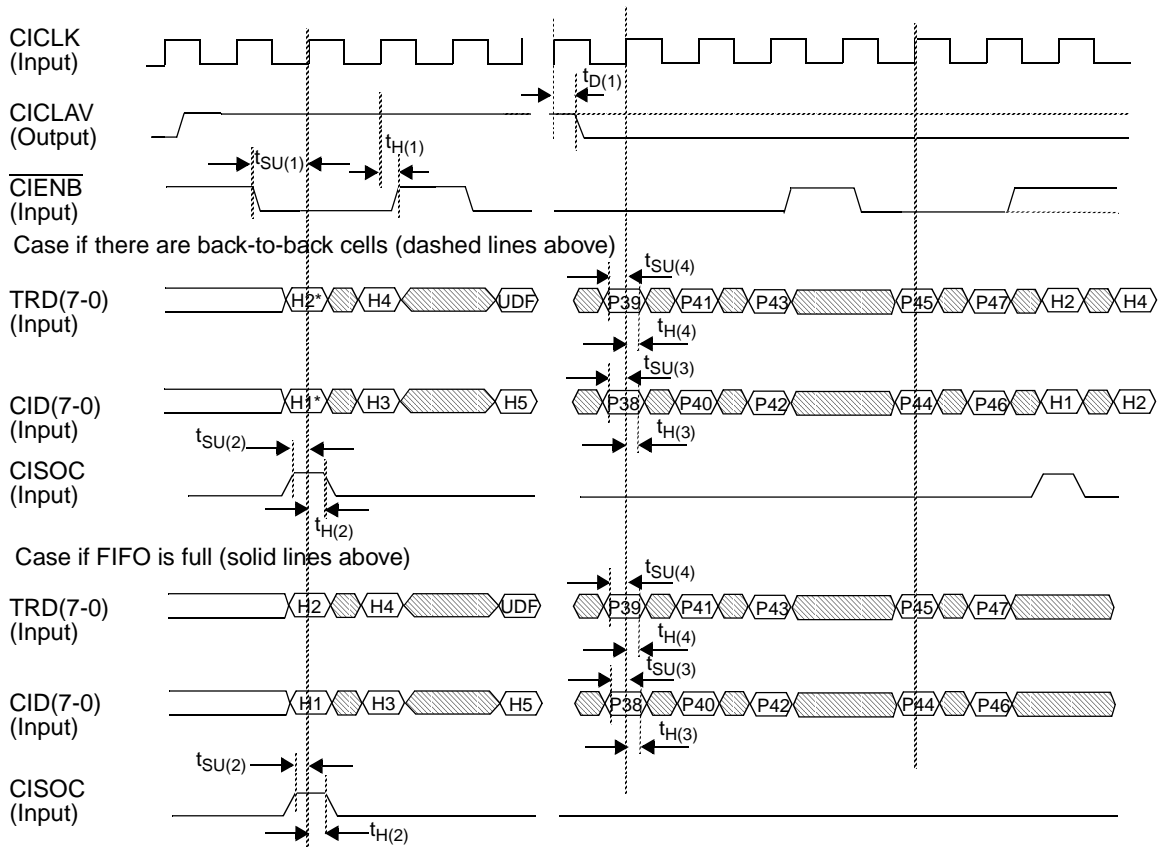 CICLK
(Input)
tD(1)
CICLAV
(Output)
tSU(1)
tH(1)
CIENB
(Input)
Case if there are back-to-back cells (dashed lines above)
tSU(4)
TRD(7-0)
(Input)
H2* H4 UDF P39 P41 P43 P45 P47 H2 H4
tH(4)
tSU(3)
CID(7-0)
(Input)
H1* H3 H5 P38 P40 P42 P44 P46 H1 H2
tSU(2)
tH(3)
CISOC
(Input)
tH(2)
Case if FIFO is full (solid lines above)
tSU(4)
TRD(7-0)
(Input)
H2 H4 UDF P39 P41 P43 P45 P47
tH(4)
tSU(3)
CID(7-0)
(Input)
H1 H3 H5 P38 P40 P42 P44 P46
tH(3)
tSU(2)
CISOC
(Input)
tH(2)